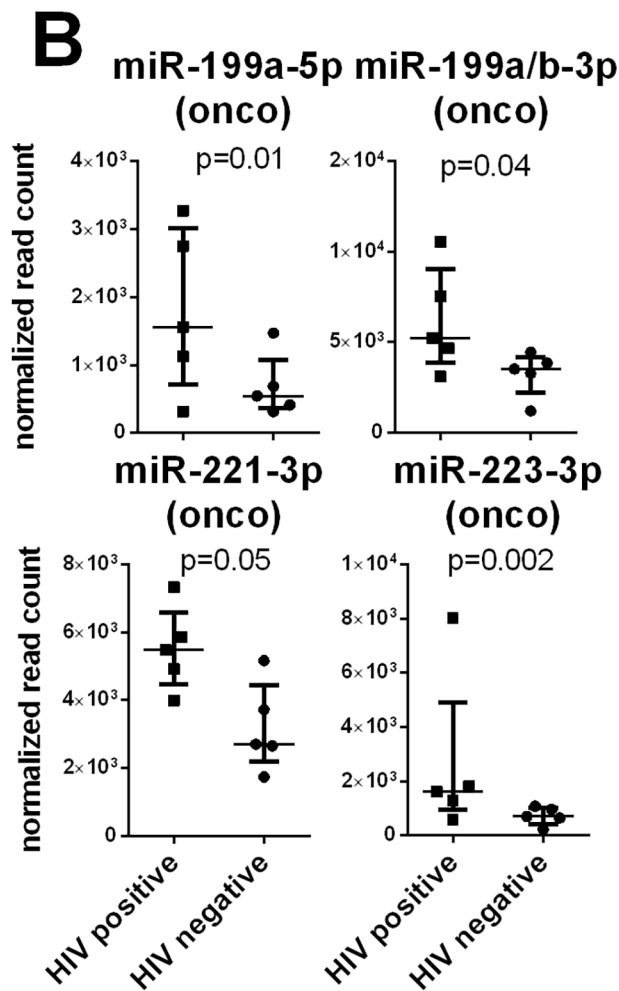 B
miR-199a-5p miR-199a/b-3p
(onco) (onco)
normalized read count
4×10³
3×10³
2×10³
1×10³
0
p=0.01
2×10⁴
1×10⁴
5×10³
0
p=0.04
miR-221-3p miR-223-3p
(onco) (onco)
normalized read count
8×10³
6×10³
4×10³
2×10³
0
p=0.05
1×10⁴
8×10³
6×10³
4×10³
2×10³
0
p=0.002
HIV positive
HIV negative
HIV positive
HIV negative